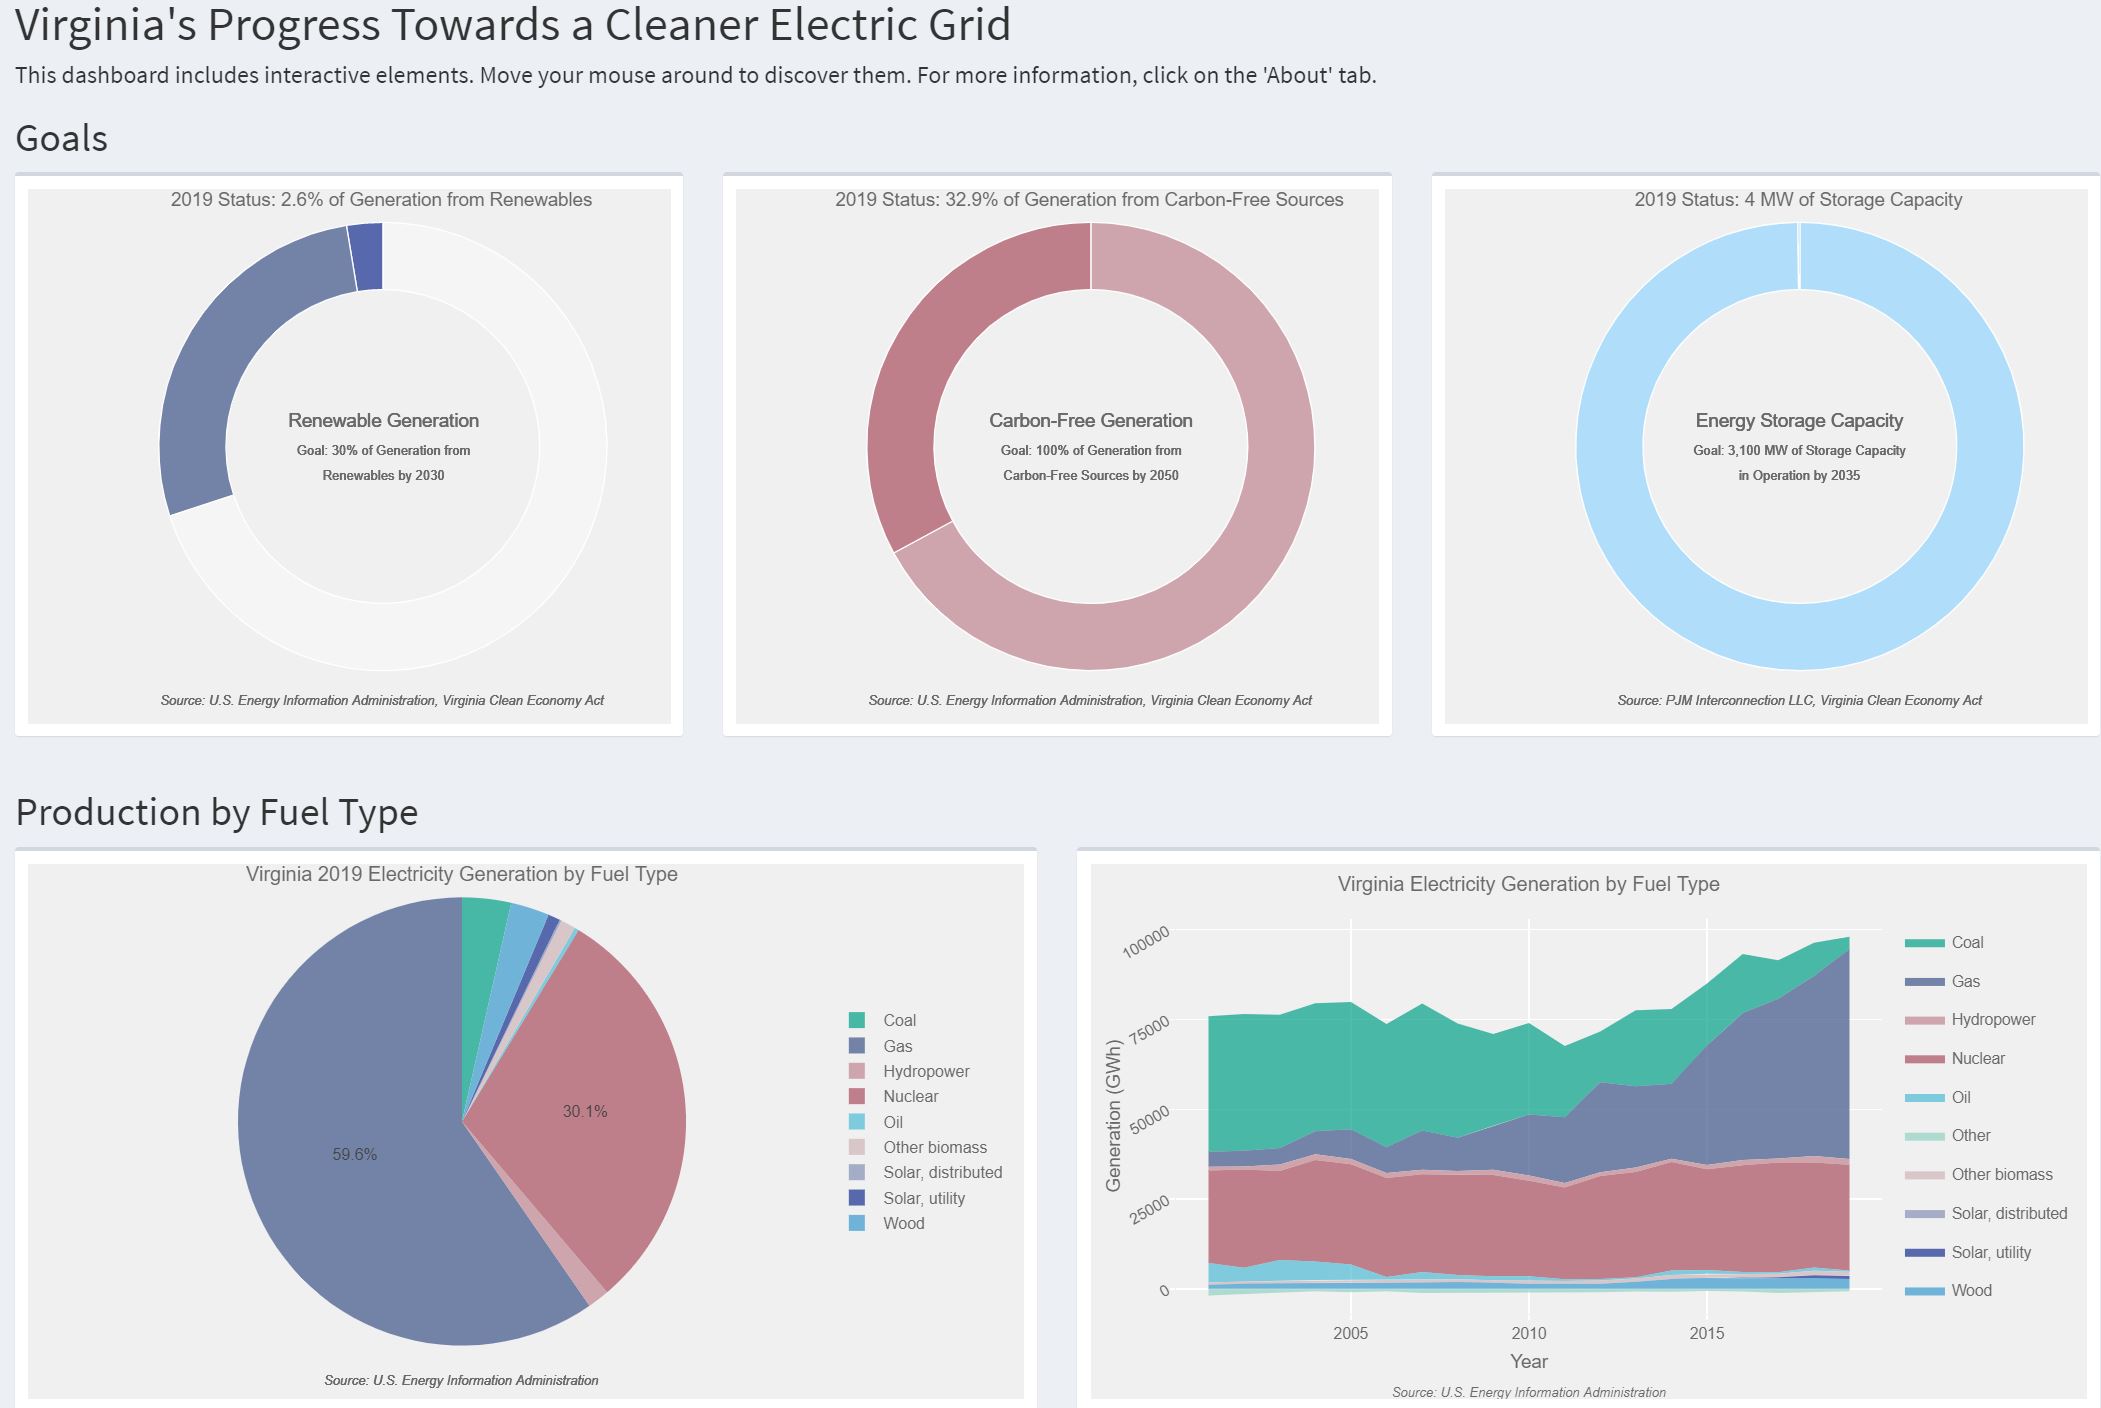 Virginia's Progress Towards a Cleaner Electric Grid
This dashboard includes interactive elements. Move your mouse around to discover them. For more information, click on the 'About' tab.
Goals
2019 Status: 2.6% of Generation from Renewables
Renewable Generation
Goal: 30% of Generation from
Renewables by 2030
Source: U.S. Energy Information Administration, Virginia Clean Economy Act
2019 Status: 32.9% of Generation from Carbon-Free Sources
Carbon-Free Generation
Goal: 100% of Generation from
Carbon-Free Sources by 2050
Source: U.S. Energy Information Administration, Virginia Clean Economy Act
2019 Status: 4 MW of Storage Capacity
Energy Storage Capacity
Goal: 3,100 MW of Storage Capacity
in Operation by 2035
Source: PJM Interconnection LLC, Virginia Clean Economy Act
Production by Fuel Type
Virginia 2019 Electricity Generation by Fuel Type
59.6%
30.1%
Coal
Gas
Hydropower
Nuclear
Oil
Other biomass
Solar, distributed
Solar, utility
Wood
Source: U.S. Energy Information Administration
Virginia Electricity Generation by Fuel Type
Generation (GWh)
100000
75000
50000
25000
0
2005
2010
2015
Year
Coal
Gas
Hydropower
Nuclear
Oil
Other
Other biomass
Solar, distributed
Solar, utility
Wood
Source: U.S. Energy Information Administration